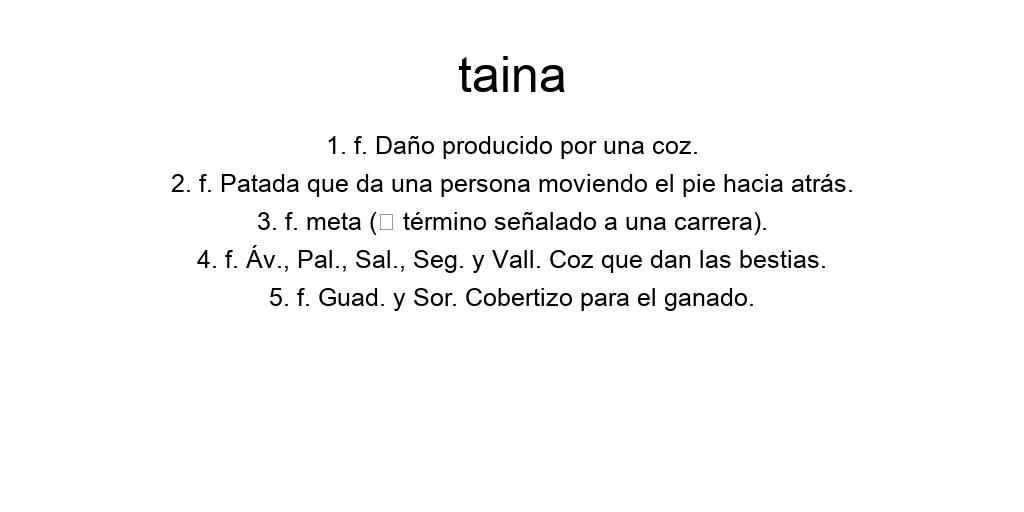 taina
1. f. Daño producido por una coz.
2. f. Patada que da una persona moviendo el pie hacia atrás.
3. f. meta (▯ término señalado a una carrera).
4. f. Áv., Pal., Sal., Seg. y Vall. Coz que dan las bestias.
5. f. Guad. y Sor. Cobertizo para el ganado.